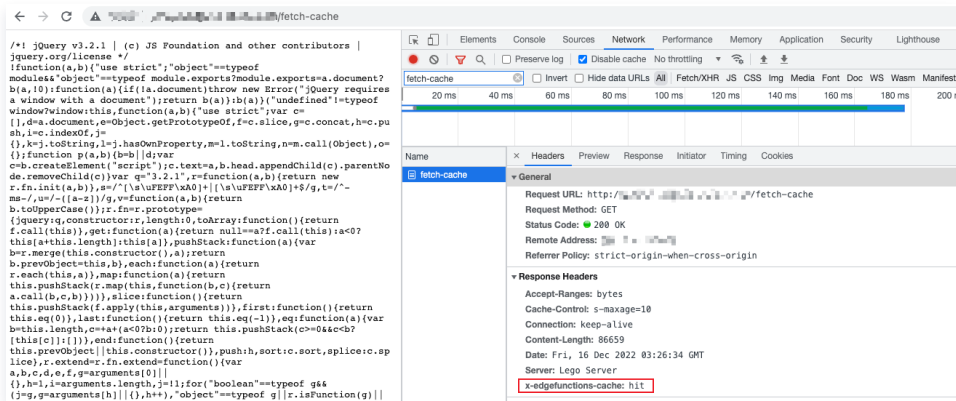 /fetch-cache
/*! jQuery v3.2.1 | (c) JS Foundation and other contributors |
jquery.org/license */
!function(a,b){"use strict";"object"==typeof
module&&"object"==typeof module.exports?module.exports=a.document?
b(a,!0):function(a){if(!a.document)throw new Error("jQuery requires
a window with a document");return b(a)}:b(a)}("undefined"!=typeof
window?window:this,function(a,b){"use strict";var c=
[],d=a.document,e=Object.getPrototypeOf,f=c.slice,g=c.concat,h=c.pu
sh,i=c.indexOf,j=
{},k=j.toString,l=j.hasOwnProperty,m=l.toString,n=m.call(Object),o=
{};function p(a,b){b=b||d;var
c=b.createElement("script");c.text=a,b.head.appendChild(c).parentNo
de.removeChild(c)}var q="3.2.1",r=function(a,b){return new
r.fn.init(a,b)},s=/^[\s\uFEFF\xA0]+|[\s\uFEFF\xA0]+$/g,t=/^-
ms-/,u=/-([a-z])/g,v=function(a,b){return
b.toUpperCase()};r.fn=r.prototype=
{jquery:q,constructor:r,length:0,toArray:function(){return
f.call(this)},get:function(a){return null==a?f.call(this):a<0?
this[a+this.length]:this[a]},pushStack:function(a){var
b=r.merge(this.constructor(),a);return
b.prevObject=this,b},each:function(a){return
r.each(this,a)},map:function(a){return
this.pushStack(r.map(this,function(b,c){return
a.call(b,c,b)}))},slice:function(){return
this.pushStack(f.apply(this,arguments))},first:function(){return
this.eq(0)},last:function(){return this.eq(-1)},eq:function(a){var
b=this.length,c=+a+(a<0?b:0);return this.pushStack(c>=0&&c<b?
[this[c]]:[])},end:function(){return
this.prevObject||this.constructor()},push:h,sort:c.sort,splice:c.sp
lice},r.extend=r.fn.extend=function(){var
a,b,c,d,e,f,g=arguments[0]||
{},h=1,i=arguments.length,j=!1;for("boolean"==typeof g&&
(j=g,g=arguments[h]||{},h++),"object"==typeof g||r.isFunction(g)||
Elements Console Sources Network Performance Memory Application Security Lighthouse
Preserve log Disable cache No throttling
fetch-cache Invert Hide data URLs All Fetch/XHR JS CSS Img Media Font Doc WS Wasm Manifest
20 ms 40 ms 60 ms 80 ms 100 ms 120 ms 140 ms 160 ms 180 ms 200
Name × Headers Preview Response Initiator Timing Cookies
fetch-cache
General
Request URL: http:/ /fetch-cache
Request Method: GET
Status Code: 200 OK
Remote Address:
Referrer Policy: strict-origin-when-cross-origin
Response Headers
Accept-Ranges: bytes
Cache-Control: s-maxage=10
Connection: keep-alive
Content-Length: 86659
Date: Fri, 16 Dec 2022 03:26:34 GMT
Server: Lego Server
x-edgefunctions-cache: hit